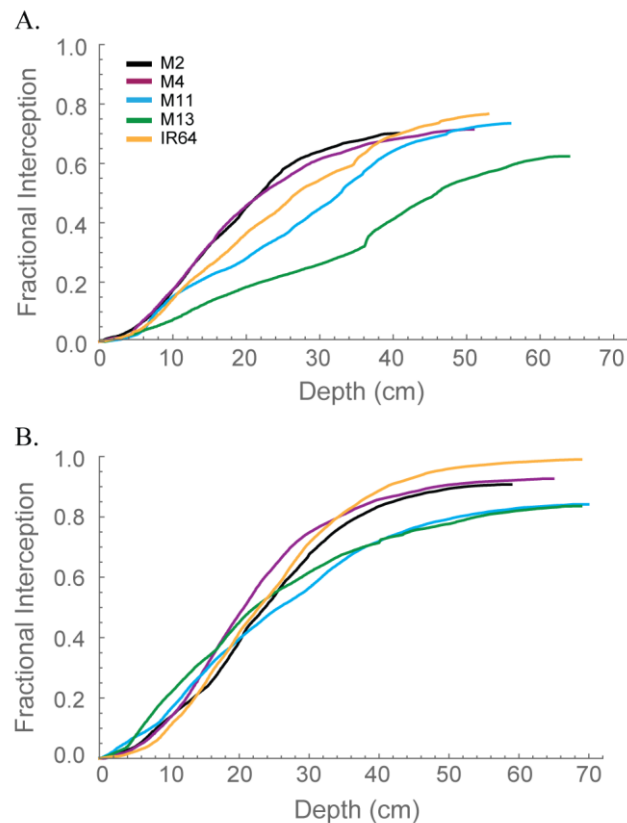 A.
1.0
0.8
0.6
0.4
0.2
0.0
Fractional Interception
M2
M4
M11
M13
IR64
0 10 20 30 40 50 60 70
Depth (cm)
B.
1.0
0.8
0.6
0.4
0.2
0.0
Fractional Interception
0 10 20 30 40 50 60 70
Depth (cm)